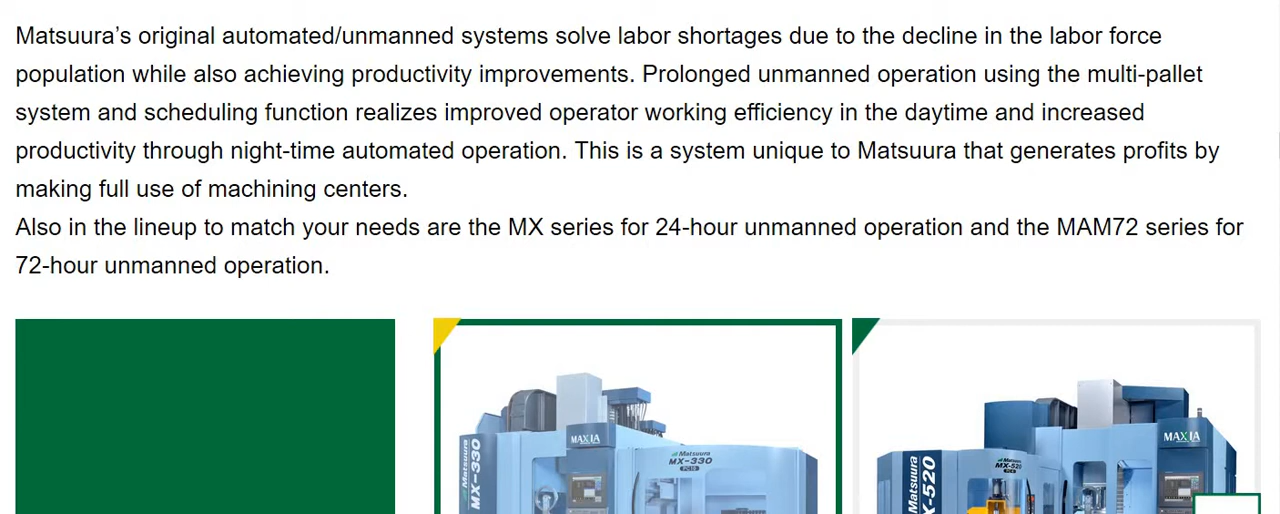 Matsuura’s original automated/unmanned systems solve labor shortages due to the decline in the labor force
population while also achieving productivity improvements. Prolonged unmanned operation using the multi-pallet
system and scheduling function realizes improved operator working efficiency in the daytime and increased
productivity through night-time automated operation. This is a system unique to Matsuura that generates profits by
making full use of machining centers.
Also in the lineup to match your needs are the MX series for 24-hour unmanned operation and the MAM72 series for
72-hour unmanned operation.
MAXIA
Matsuura
MX-330
Matsuura MX-330
MAXIA
Matsuura
MX-520
Matsuura X-520